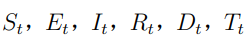 S_t, E_t, I_t, R_t, D_t, T_t